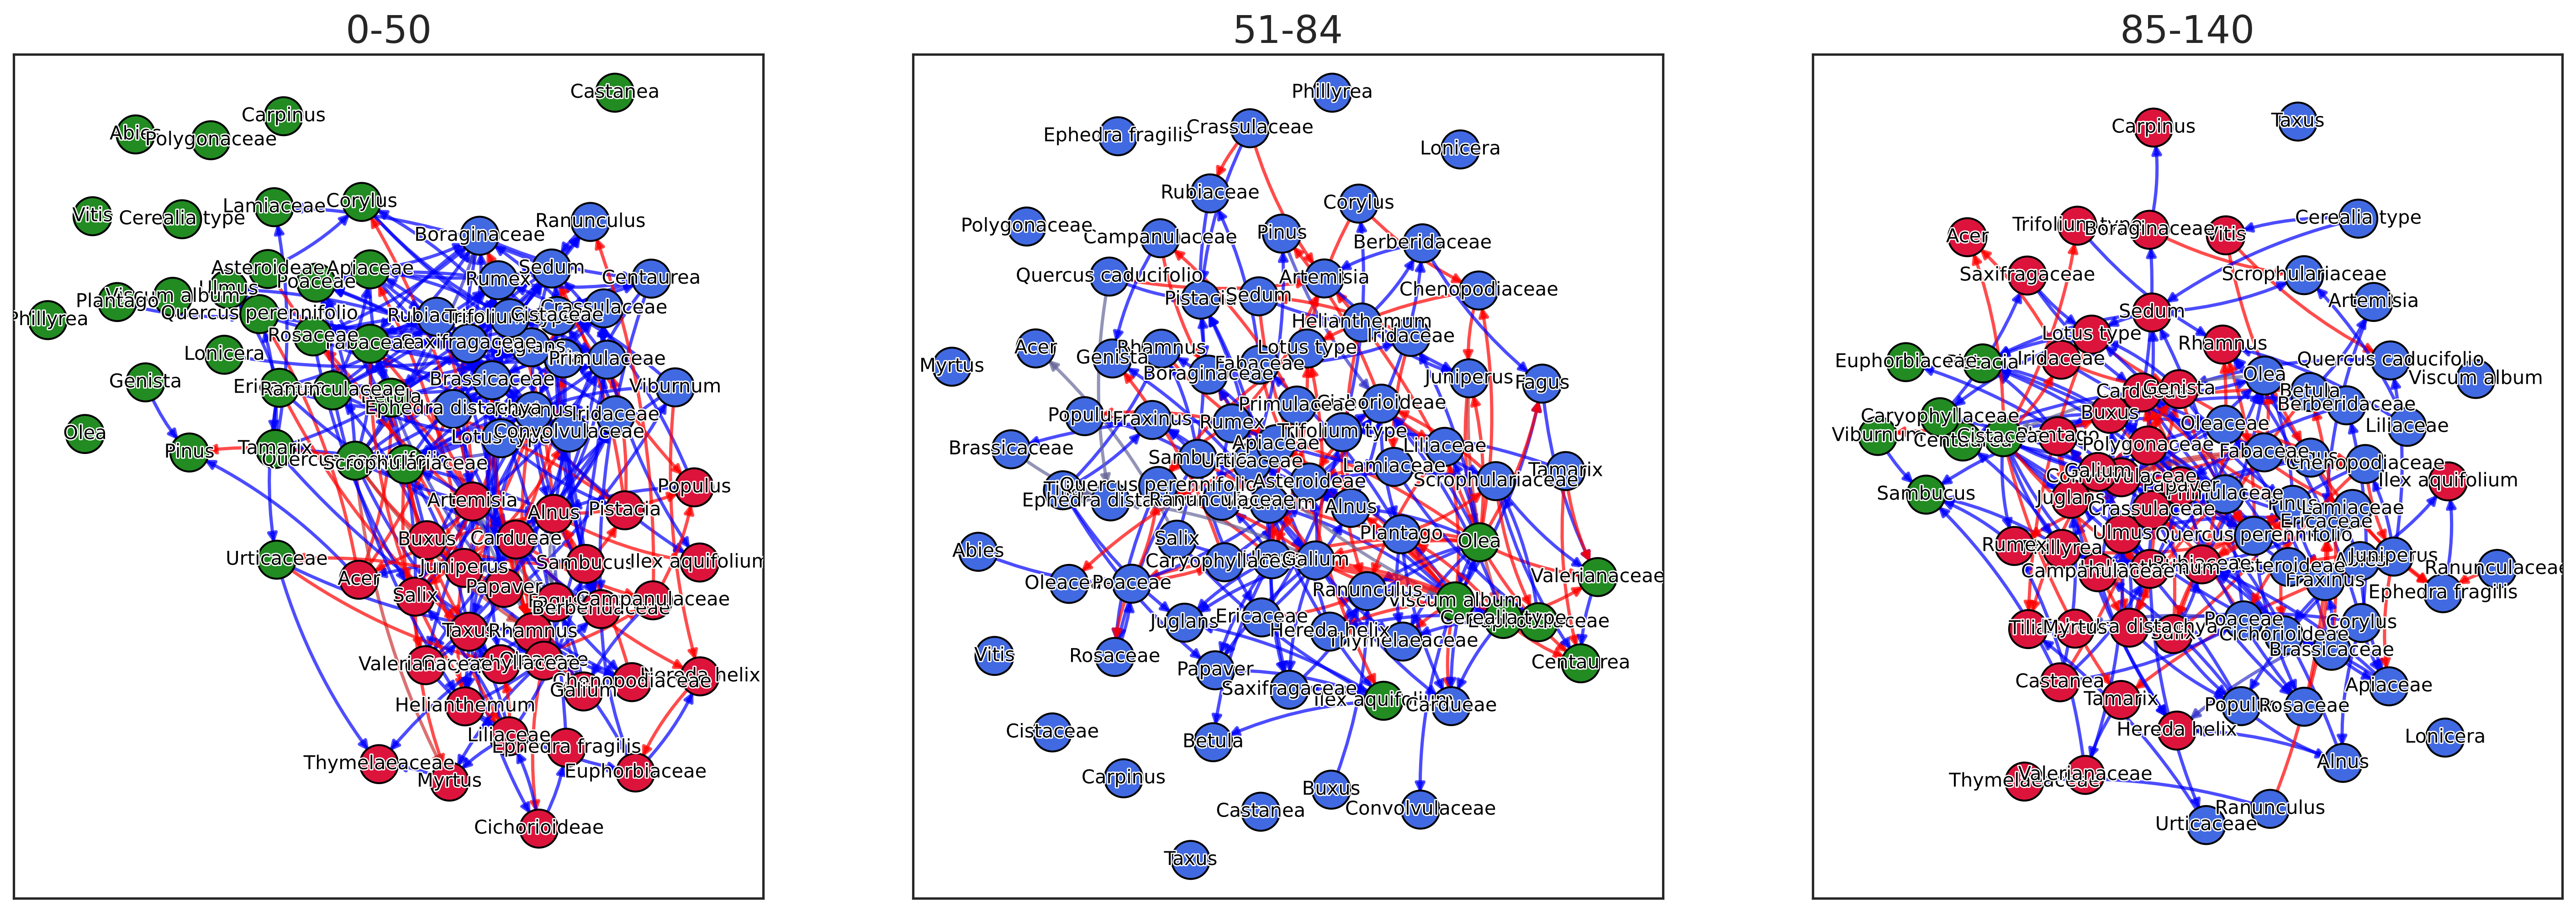 0-50
Castanea
Carpinus
Abies
Polygonaceae
Vitis
Cerealia type
Lamiaceae
Corylus
Boraginaceae
Ranunculus
Asteroideae
Apiaceae
Poaceae
Rumex
Sedum
Centaurea
Phillyrea
Plantago
Viscum album
Ulmus
Quercus perennifolio
Crassulaceae
Cistaceae
Rosaceae
Fabaceae
Saxifragaceae
Juglans
Primulaceae
Lonicera
Genista
Ranunculaceae
Brassicaceae
Viburnum
Ephedra distachya
Iridaceae
Olea
Pinus
Tamarix
Scrophulariaceae
Lotus type
Convolvulaceae
Populus
Artemisia
Alnus
Pistacia
Urticaceae
Buxus
Cardueae
Acer
Juniperus
Sambucus
Ilex aquifolium
Salix
Papaver
Campanulaceae
Berberidaceae
Taxus
Rhamnus
Valerianaceae
Chenopodiaceae
Hereda helix
Galium
Helianthemum
Liliaceae
Ephedra fragilis
Thymelaeaceae
Myrtus
Euphorbiaceae
Cichorioideae
51-84
Phillyrea
Ephedra fragilis
Crassulaceae
Lonicera
Rubiaceae
Corylus
Polygonaceae
Campanulaceae
Pinus
Berberidaceae
Quercus caducifolio
Artemisia
Pistacia
Sedum
Chenopodiaceae
Helianthemum
Iridaceae
Acer
Genista
Rhamnus
Lotus type
Fabaceae
Myrtus
Boraginaceae
Juniperus
Fagus
Primulaceae
Cichorioideae
Populus
Fraxinus
Rumex
Trifolium type
Brassicaceae
Apiaceae
Liliaceae
Sambucus
Urticaceae
Lamiaceae
Tamarix
Quercus perennifolio
Asteroideae
Scrophulariaceae
Ephedra distachya
Ranunculaceae
Alnus
Plantago
Olea
Salix
Abies
Caryophyllaceae
Galium
Oleaceae
Poaceae
Valerianaceae
Ranunculus
Viscum album
Juglans
Ericaceae
Hereda helix
Thymelaeaceae
Cerealia type
Euphorbiaceae
Vitis
Rosaceae
Papaver
Centaurea
Saxifragaceae
Ilex aquifolium
Cardueae
Cistaceae
Betula
Carpinus
Buxus
Castanea
Convolvulaceae
Taxus
85-140
Carpinus
Taxus
Acer
Trifolium type
Boraginaceae
Vitis
Cerealia type
Saxifragaceae
Scrophulariaceae
Artemisia
Sedum
Lotus type
Rhamnus
Euphorbiaceae
Pistacia
Iridaceae
Quercus caducifolio
Olea
Viscum album
Cardueae
Genista
Betula
Berberidaceae
Buxus
Caryophyllaceae
Oleaceae
Liliaceae
Viburnum
Centaurea
Cistaceae
Plantago
Polygonaceae
Fabaceae
Chenopodiaceae
Galium
Convolvulaceae
Ilex aquifolium
Sambucus
Juglans
Papaver
Primulaceae
Pinus
Lamiaceae
Crassulaceae
Ericaceae
Rumex
Phillyrea
Ulmus
Quercus perennifolio
Juniperus
Campanulaceae
Asteroideae
Ranunculaceae
Fraxinus
Ephedra fragilis
Tilia
Myrtus
Ephedra distachya
Salix
Poaceae
Corylus
Cichorioideae
Brassicaceae
Castanea
Tamarix
Apiaceae
Populus
Rosaceae
Hereda helix
Lonicera
Alnus
Thymelaeaceae
Valerianaceae
Ranunculus
Urticaceae